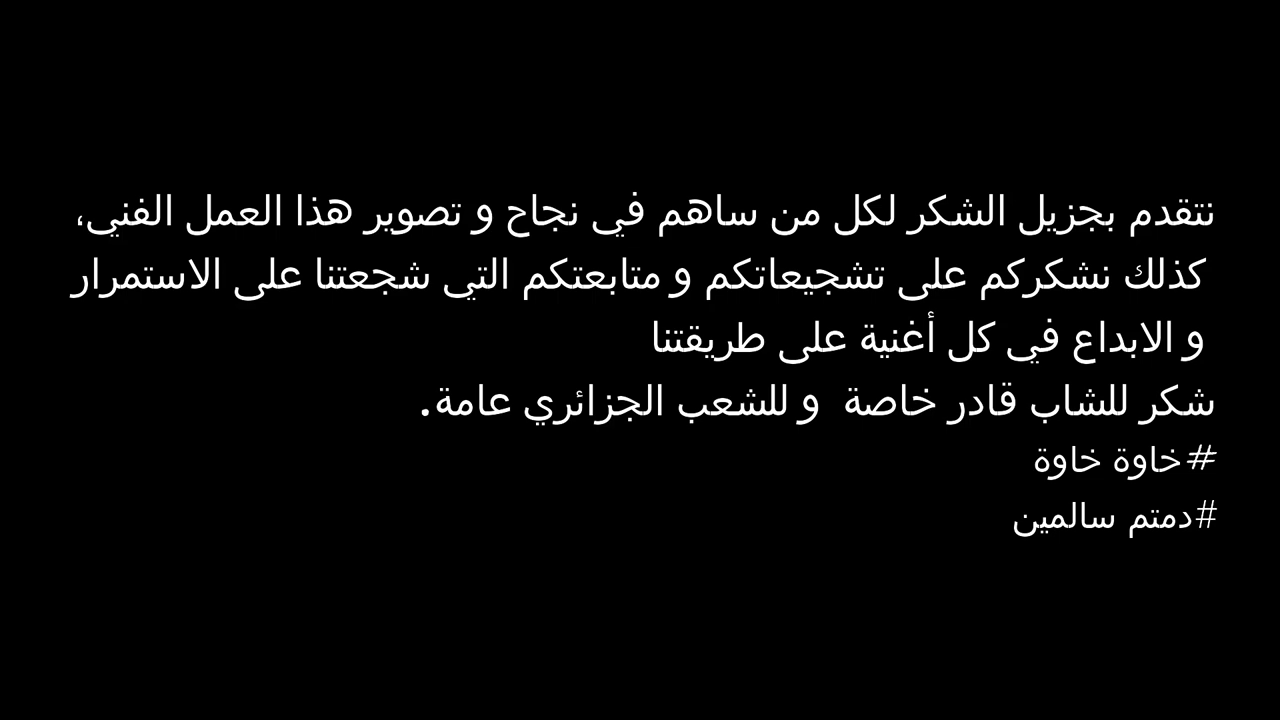 نتقدم بجزيل الشكر لكل من ساهم في نجاح و تصوير هذا العمل الفني،
كذلك نشكركم على تشجيعاتكم و متابعتكم التي شجعتنا على الاستمرار
و الابداع في كل أغنية على طريقتنا
شكر للشاب قادر خاصة و للشعب الجزائري عامة.
#خاوة خاوة
#دمتم سالمين